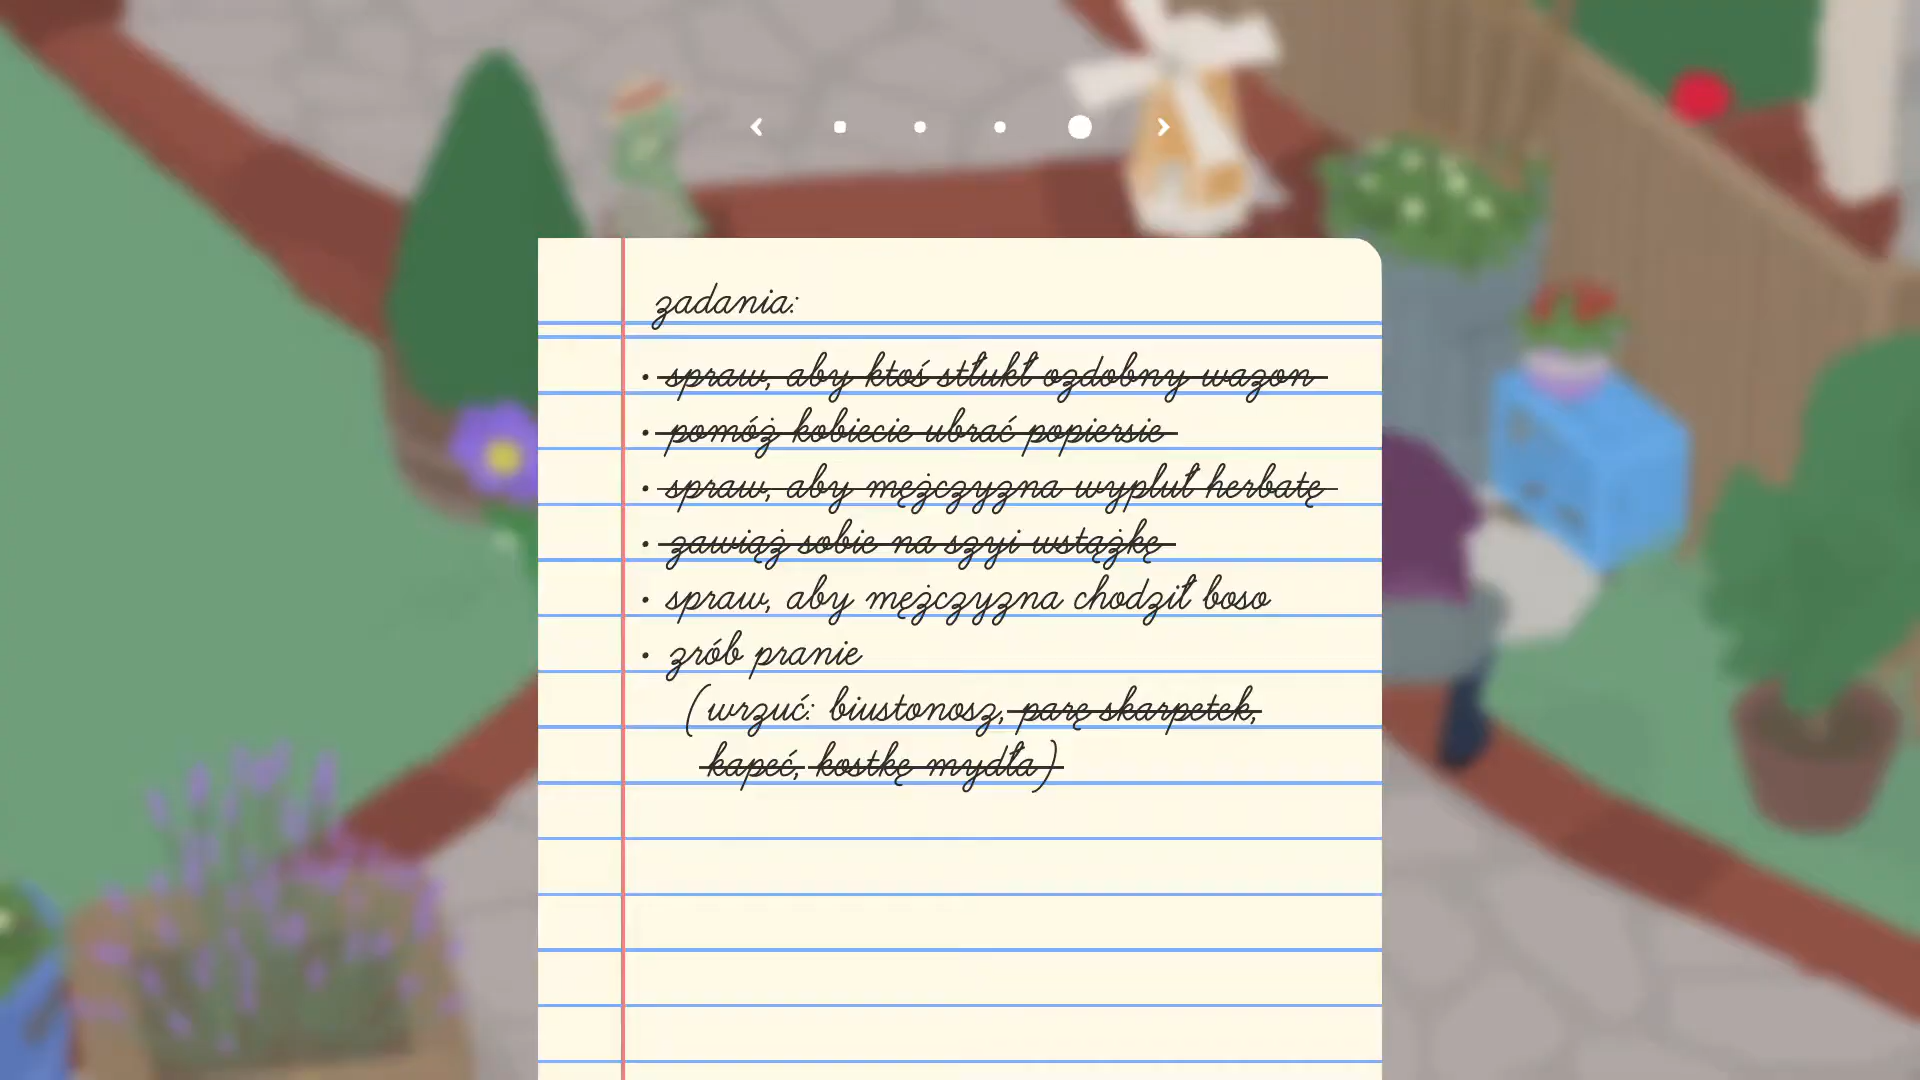 zadania:
• spraw, aby ktoś stłukł ozdobny wazon
• pomóż kobiecie ubrać popiersie
• spraw, aby mężczyzna wypluł herbatę
• zawiąż sobie na szyi wstążkę
• spraw, aby mężczyzna chodził boso
• zrób pranie
(wrzuć: biustonosz, parę skarpetek,
kapeć, kostkę mydła)